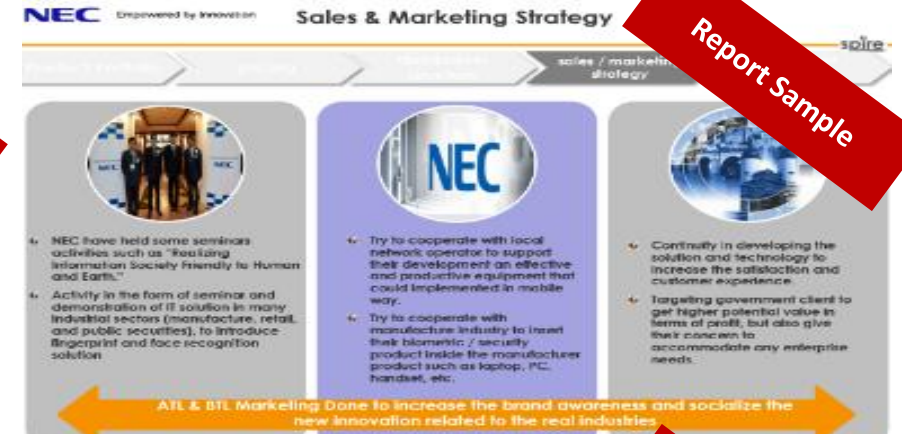 NEC Empowered by Innovation
Sales & Marketing Strategy
Report Sample
spire
sales / marketing
strategy
NEC
NEC
NEC have held some seminars
activities such as "Realizing
Information Society Friendly to Human
and Earth."
Activity in the form of seminar and
demonstration of IT solution in many
industrial sectors (manufacture, retail,
and public securities), to introduce
fingerprint and face recognition
solution
NEC
Try to cooperate with local
network operator to support
their development an effective
and productive equipment that
could implemented in mobile
way.
Try to cooperate with
manufacture industry to insert
their biometric / security
product inside the manufacturer
product such as laptop, PC,
handset, etc.
Continuity in developing the
solution and technology to
increase the satisfaction and
customer experience.
Targeting government client to
get higher potential value in
terms of profit, but also give
their concern to
accommodate any enterprise
needs.
ATL & BTL Marketing Done to increase the brand awareness and socialize the
new innovation related to the real industries